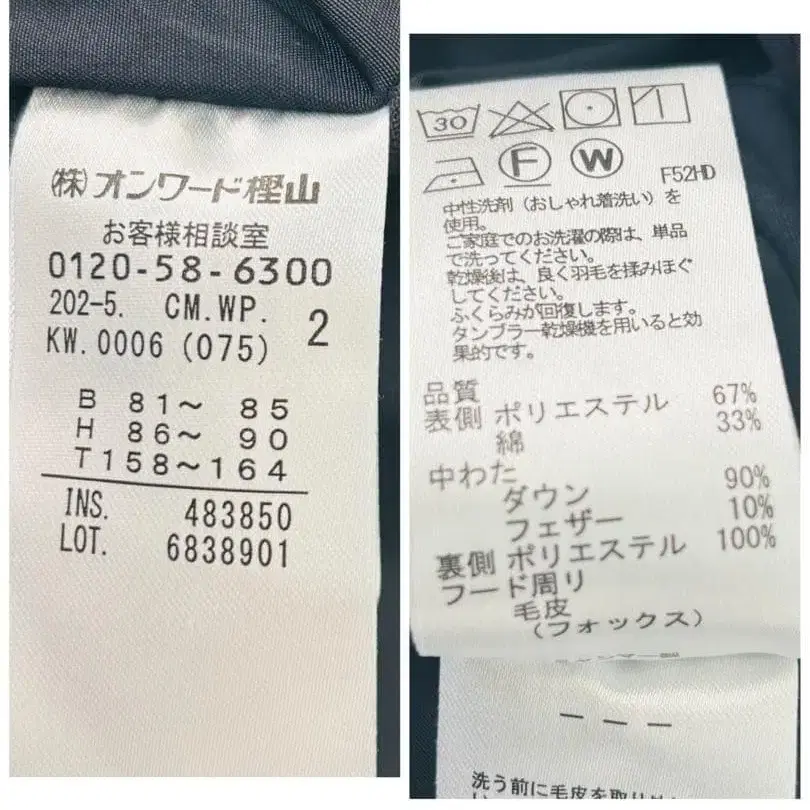 (株)オンワード樫山
お客様相談室
0120-58-6300
202-5. CM.WP. 2
KW.0006(075)
B 81～ 85
H 86～ 90
T158～164
INS. 483850
LOT. 6838901
30
F W F52HD
中性洗剤(おしゃれ着洗い)を
使用。
ご家庭でのお洗濯の際は、単品
で洗ってください。
乾燥後は、良く羽毛を揉みほぐ
してください。
ふくらみが回復します。
タンブラー乾燥機を用いると効
果的です。
品質
表側 ポリエステル 67%
綿 33%
中わた
ダウン 90%
フェザー 10%
裏側 ポリエステル 100%
フード周り
毛皮
(フォックス)
― ― ―
洗う前に毛皮を取り